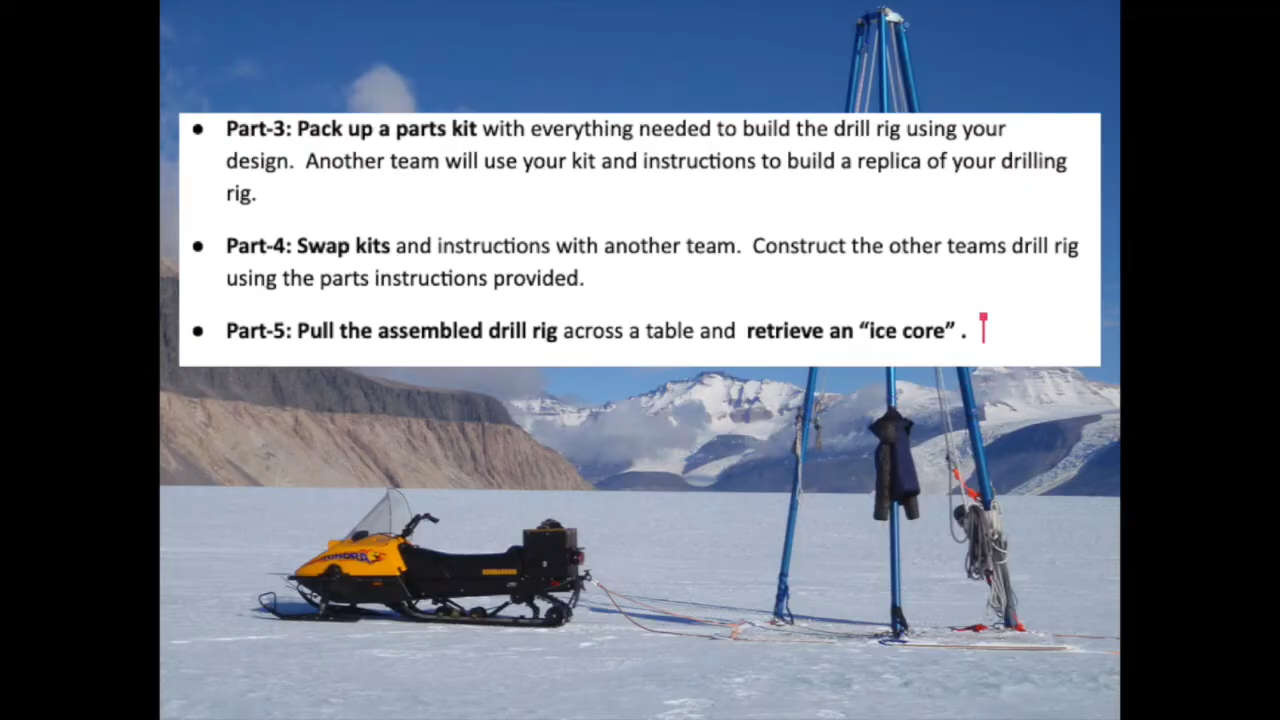 ● Part-3: Pack up a parts kit with everything needed to build the drill rig using your
design.  Another team will use your kit and instructions to build a replica of your drilling
rig.
● Part-4: Swap kits and instructions with another team.  Construct the other teams drill rig
using the parts instructions provided.
● Part-5: Pull the assembled drill rig across a table and  retrieve an “ice core” .
TUNDRA